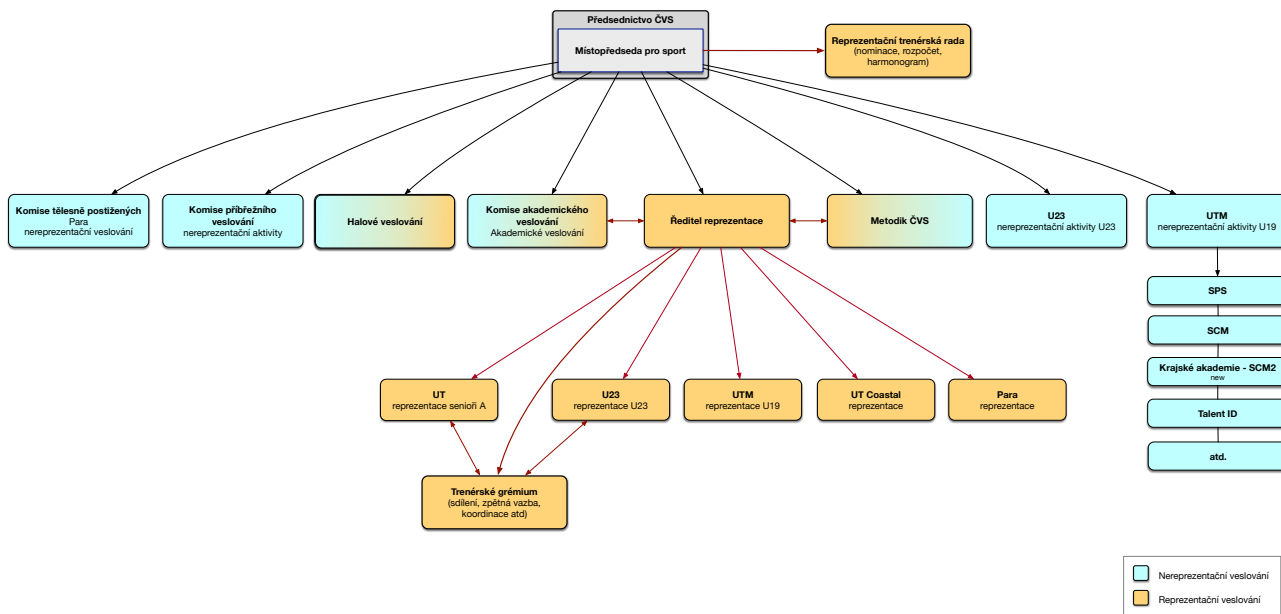 Předsednictvo ČVS
Místopředseda pro sport
Reprezentační trenérská rada
(nominace, rozpočet,
harmonogram)
Komise tělesně postižených
Para
nereprezentační veslování
Komise příbřežního
veslování
nereprezentační aktivity
Halové veslování
Komise akademického
veslování
Akademické veslování
Ředitel reprezentace
Metodik ČVS
U23
nereprezentační aktivity U23
UTM
nereprezentační aktivity U19
SPS
SCM
Krajské akademie - SCM2
new
Talent ID
atd.
UT
reprezentace senioři A
U23
reprezentace U23
UTM
reprezentace U19
UT Coastal
reprezentace
Para
reprezentace
Trenérské grémium
(sdílení, zpětná vazba,
koordinace atd)
Nereprezentační veslování
Reprezentační veslování